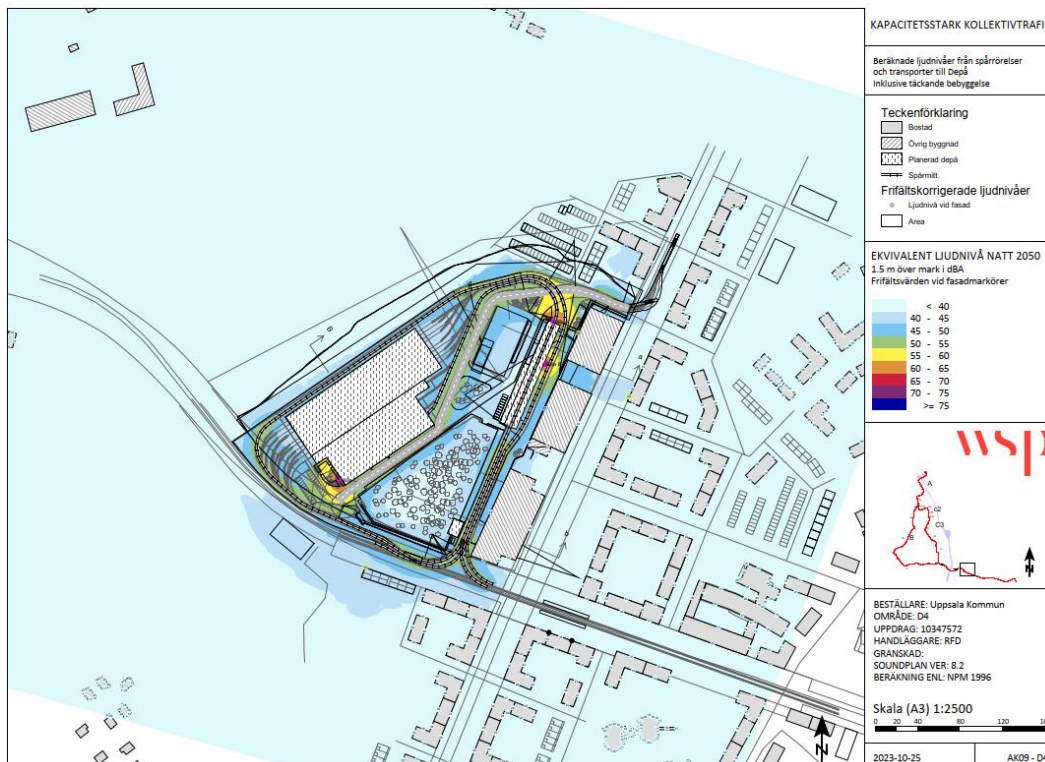 KAPACITETSSTARK KOLLEKTIVTRAFI
Beräknade ljudnivåer från spårrörelser
och transporter till Depå
Inklusive täckande bebyggelse
Teckenförklaring
Bostad
Övrig byggnad
Planerad depå
Spårmitt
Frifältskorrigerade ljudnivåer
Ljudnivå vid fasad
Area
EKVIVALENT LJUDNIVÅ NATT 2050
1.5 m över mark i dBA
Frifältsvärden vid fasadmarkörer
< 40
40 - 45
45 - 50
50 - 55
55 - 60
60 - 65
65 - 70
70 - 75
>= 75
wsp
A
C3
B
N
BESTÄLLARE: Uppsala Kommun
OMRÅDE: D4
UPPDRAG: 10347572
HANDLÄGGARE: RFD
GRANSKAD:
SOUNDPLAN VER: 8.2
BERÄKNING ENL: NPM 1996
Skala (A3) 1:2500
0 20 40 80 120 16
N
2023-10-25 AK09 - D4